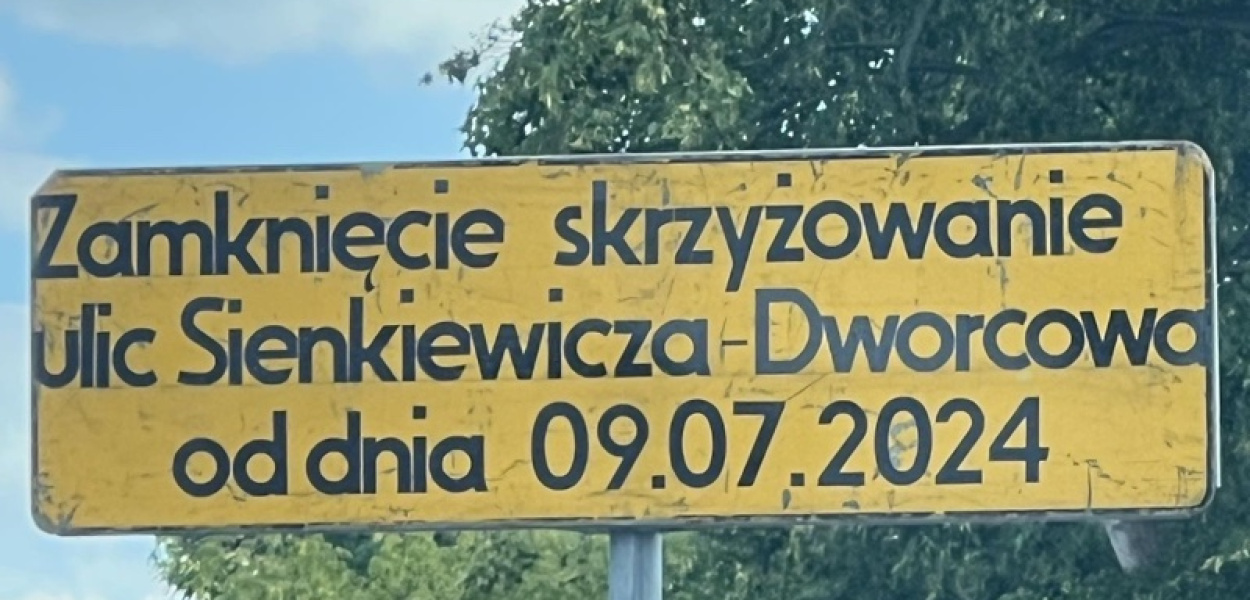 Zamknięcie skrzyżowanie
ulic Sienkiewicza-Dworcowa
od dnia 09.07.2024